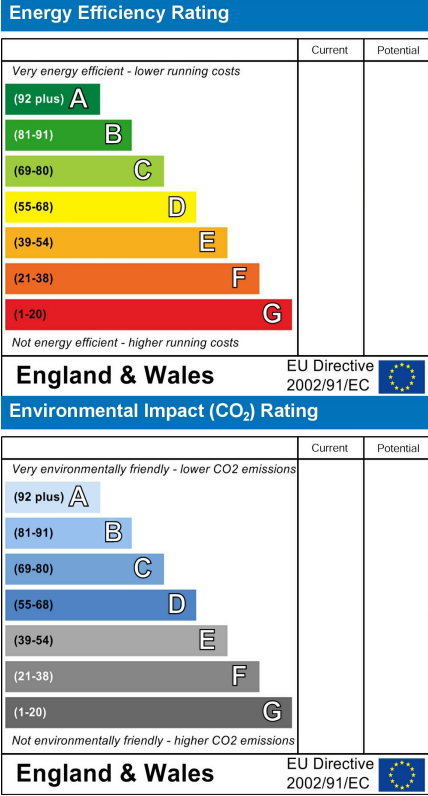 Energy Efficiency Rating
Current Potential
Very energy efficient - lower running costs
(92 plus) A
(81-91) B
(69-80) C
(55-68) D
(39-54) E
(21-38) F
(1-20) G
Not energy efficient - higher running costs
England & Wales
EU Directive
2002/91/EC
Environmental Impact (CO₂) Rating
Current Potential
Very environmentally friendly - lower CO2 emissions
(92 plus) A
(81-91) B
(69-80) C
(55-68) D
(39-54) E
(21-38) F
(1-20) G
Not environmentally friendly - higher CO2 emissions
England & Wales
EU Directive
2002/91/EC